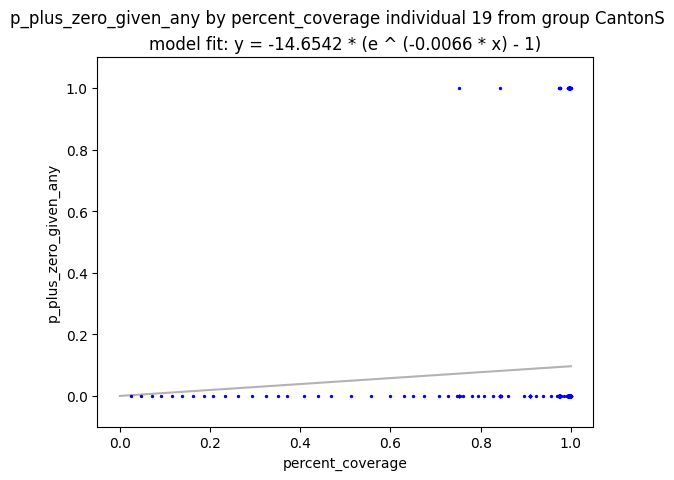 p_plus_zero_given_any by percent_coverage individual 19 from group CantonS
model fit: y = -14.6542 * (e ^ (-0.0066 * x) - 1)
1.0
0.8
0.6
0.4
0.2
0.0
p_plus_zero_given_any
0.0 0.2 0.4 0.6 0.8 1.0
percent_coverage